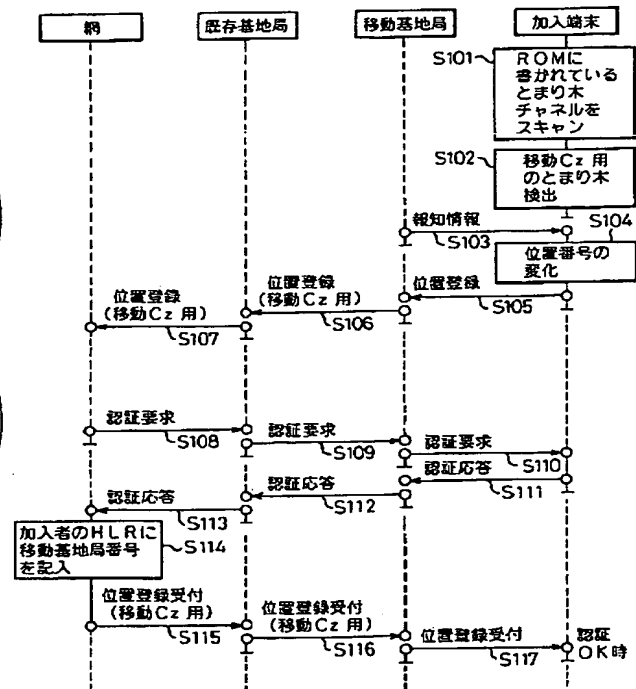 網
既存基地局
移動基地局
加入端末
S101
ROMに
書かれている
とまり木
チャネルを
スキャン
S102
移動Cz 用
のとまり木
検出
報知情報
S103
S104
位置番号の
変化
位置登録
S105
位置登録
(移動Cz 用)
S106
位置登録
(移動Cz 用)
S107
認証要求
S108
認証要求
S109
認証要求
S110
認証応答
S111
認証応答
S112
認証応答
S113
加入者のHLRに
移動基地局番号
を記入
S114
位置登録受付
(移動Cz 用)
S115
位置登録受付
(移動Cz 用)
S116
位置登録受付
S117
認証
OK時